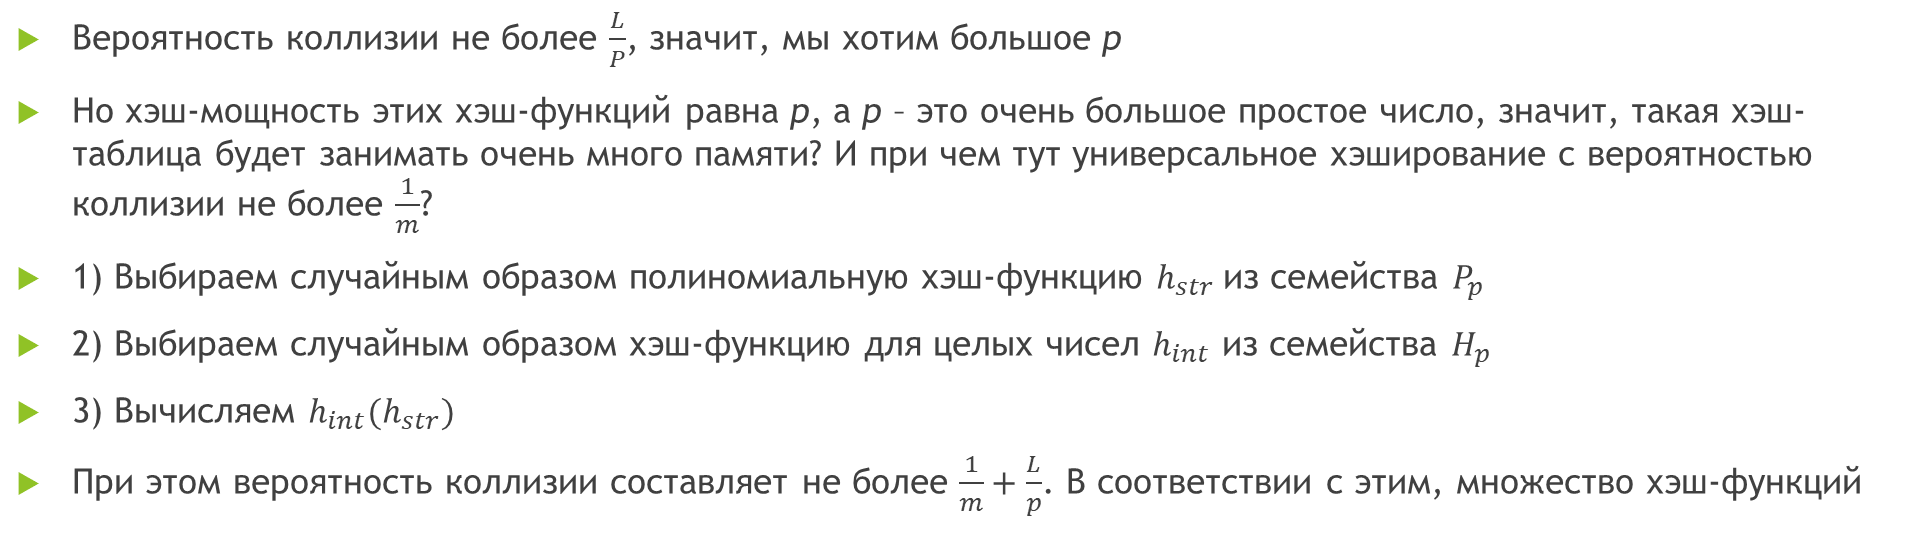 Вероятность коллизии не более L/P, значит, мы хотим большое p
Но хэш-мощность этих хэш-функций равна p, а p – это очень большое простое число, значит, такая хэш-
таблица будет занимать очень много памяти? И при чем тут универсальное хэширование с вероятностью
коллизии не более 1/m?
1) Выбираем случайным образом полиномиальную хэш-функцию h_str из семейства P_p
2) Выбираем случайным образом хэш-функцию для целых чисел h_int из семейства H_p
3) Вычисляем h_int(h_str)
При этом вероятность коллизии составляет не более 1/m + L/p. В соответствии с этим, множество хэш-функций